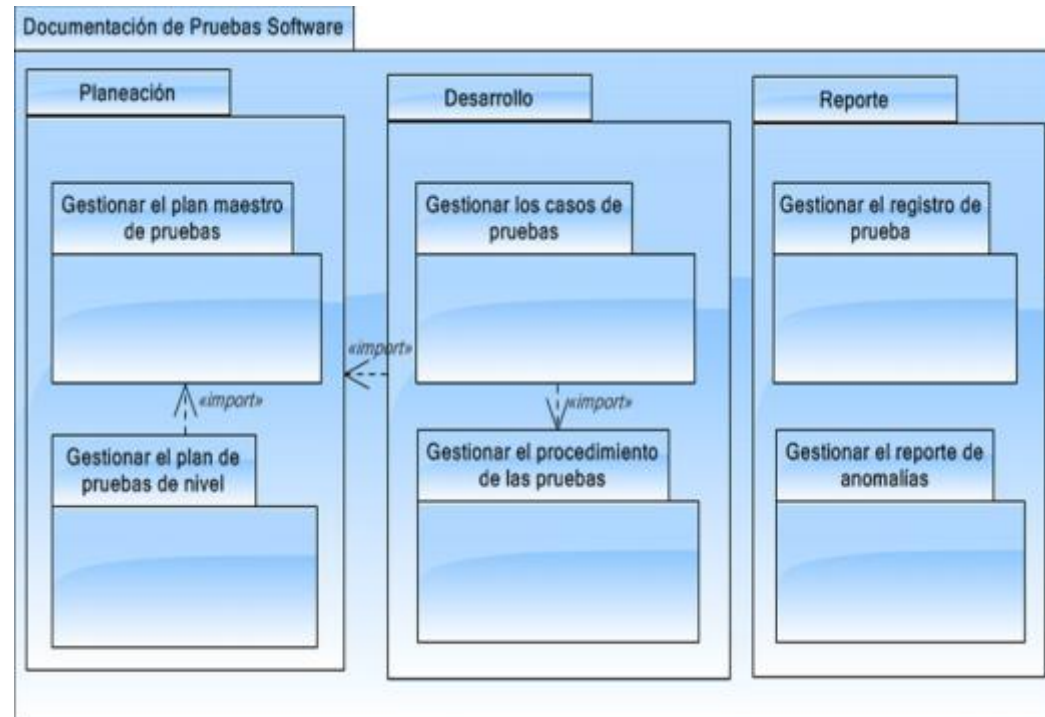 Documentación de Pruebas Software
Planeación
Desarrollo
Reporte
Gestionar el plan maestro
de pruebas
Gestionar los casos de
pruebas
Gestionar el registro de
prueba
«import»
«import»
«import»
Gestionar el plan de
pruebas de nivel
Gestionar el procedimiento
de las pruebas
Gestionar el reporte de
anomalías